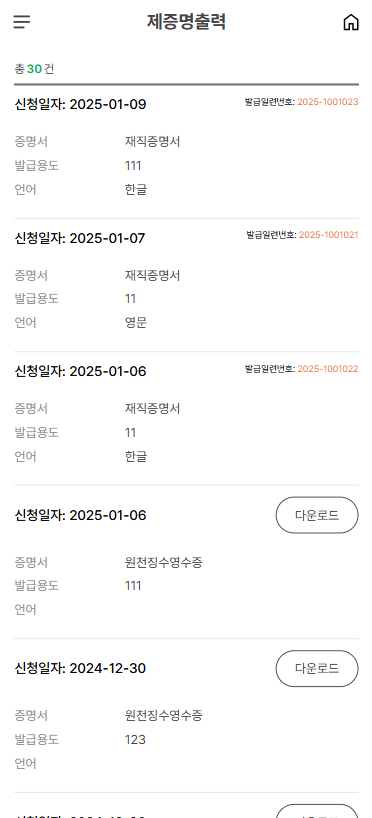 제증명출력
총 30 건
신청일자: 2025-01-09 발급일련번호: 2025-1001023
증명서 재직증명서
발급용도 111
언어 한글
신청일자: 2025-01-07 발급일련번호: 2025-1001021
증명서 재직증명서
발급용도 11
언어 영문
신청일자: 2025-01-06 발급일련번호: 2025-1001022
증명서 재직증명서
발급용도 11
언어 한글
신청일자: 2025-01-06 다운로드
증명서 원천징수영수증
발급용도 111
언어
신청일자: 2024-12-30 다운로드
증명서 원천징수영수증
발급용도 123
언어